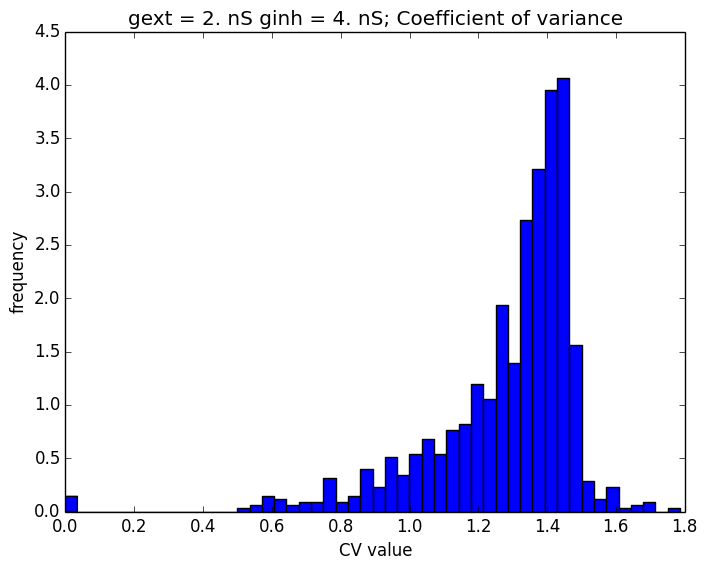 gext = 2. nS ginh = 4. nS; Coefficient of variance
4.5
4.0
3.5
3.0
2.5
2.0
1.5
1.0
0.5
0.0
frequency
0.0 0.2 0.4 0.6 0.8 1.0 1.2 1.4 1.6 1.8
CV value